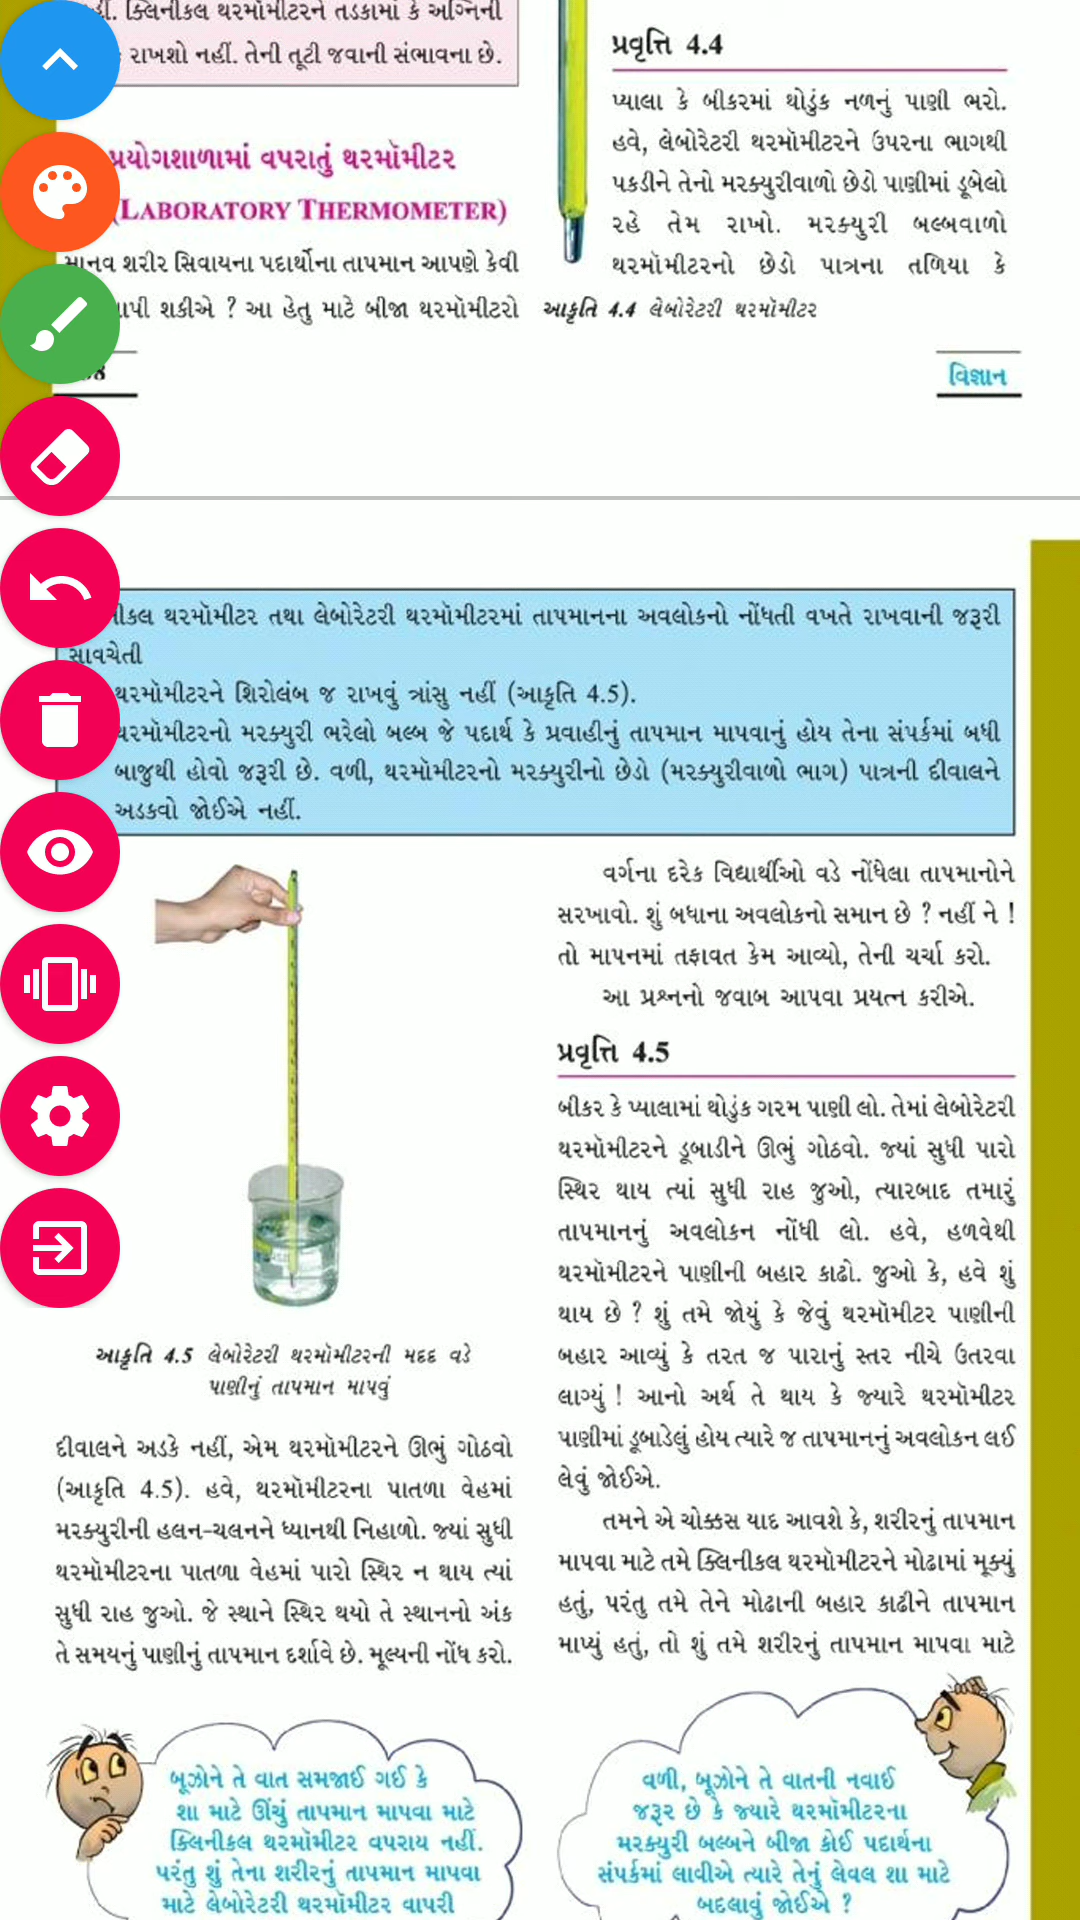 ક્લિનીકલ થરમૉમીટરને તડકામાં કે અગ્નિની
રાખશો નહીં. તેની તૂટી જવાની સંભાવના છે.
પ્રયોગશાળામાં વપરાતું થરમૉમીટર
(LABORATORY THERMOMETER)
માનવ શરીર સિવાયના પદાર્થોના તાપમાન આપણે કેવી
શકીએ ? આ હેતુ માટે બીજા થરમૉમીટરો
પ્રવૃત્તિ 4.4
પ્યાલા કે બીકરમાં થોડુંક નળનું પાણી ભરો.
હવે, લેબોરેટરી થરમૉમીટરને ઉપરના ભાગથી
પકડીને તેનો મરક્યુરીવાળો છેડો પાણીમાં ડૂબેલો
રહે તેમ રાખો. મરક્યુરી બલ્બવાળો
થરમૉમીટરનો છેડો પાત્રના તળિયા કે
આકૃતિ 4.4 લેબોરેટરી થરમૉમીટર
વિજ્ઞાન
થરમૉમીટર તથા લેબોરેટરી થરમૉમીટરમાં તાપમાનના અવલોકનો નોંધતી વખતે રાખવાની જરૂરી
સાવચેતી
થરમૉમીટરને શિરોલંબ જ રાખવું ત્રાંસુ નહીં (આકૃતિ 4.5).
થરમૉમીટરનો મરક્યુરી ભરેલો બલ્બ જે પદાર્થ કે પ્રવાહીનું તાપમાન માપવાનું હોય તેના સંપર્કમાં બધી
બાજુથી હોવો જરૂરી છે. વળી, થરમૉમીટરનો મરક્યુરીનો છેડો (મરક્યુરીવાળો ભાગ) પાત્રની દીવાલને
અડકવો જોઈએ નહીં.
આકૃતિ 4.5 લેબોરેટરી થરમૉમીટરની મદદ વડે
પાણીનું તાપમાન માપવું
દીવાલને અડકે નહીં, એમ થરમૉમીટરને ઊભું ગોઠવો
(આકૃતિ 4.5). હવે, થરમૉમીટરના પાતળા વેહમાં
મરક્યુરીની હલન-ચલનને ધ્યાનથી નિહાળો. જ્યાં સુધી
થરમૉમીટરના પાતળા વેહમાં પારો સ્થિર ન થાય ત્યાં
સુધી રાહ જુઓ. જે સ્થાને સ્થિર થયો તે સ્થાનનો અંક
તે સમયનું પાણીનું તાપમાન દર્શાવે છે. મૂલ્યની નોંધ કરો.
વર્ગના દરેક વિદ્યાર્થીઓ વડે નોંધેલા તાપમાનોને
સરખાવો. શું બધાના અવલોકનો સમાન છે ? નહીં ને !
તો માપનમાં તફાવત કેમ આવ્યો, તેની ચર્ચા કરો.
આ પ્રશ્નનો જવાબ આપવા પ્રયત્ન કરીએ.
પ્રવૃત્તિ 4.5
બીકર કે પ્યાલામાં થોડુંક ગરમ પાણી લો. તેમાં લેબોરેટરી
થરમૉમીટરને ડૂબાડીને ઊભું ગોઠવો. જ્યાં સુધી પારો
સ્થિર થાય ત્યાં સુધી રાહ જુઓ, ત્યારબાદ તમારું
તાપમાનનું અવલોકન નોંધી લો. હવે, હળવેથી
થરમૉમીટરને પાણીની બહાર કાઢો. જુઓ કે, હવે શું
થાય છે ? શું તમે જોયું કે જેવું થરમૉમીટર પાણીની
બહાર આવ્યું કે તરત જ પારાનું સ્તર નીચે ઉતરવા
લાગ્યું ! આનો અર્થ તે થાય કે જ્યારે થરમૉમીટર
પાણીમાં ડૂબાડેલું હોય ત્યારે જ તાપમાનનું અવલોકન લઈ
લેવું જોઈએ.
તમને એ ચોક્કસ યાદ આવશે કે, શરીરનું તાપમાન
માપવા માટે તમે ક્લિનીકલ થરમૉમીટરને મોઢામાં મૂક્યું
હતું, પરંતુ તમે તેને મોઢાની બહાર કાઢીને તાપમાન
માપ્યું હતું, તો શું તમે શરીરનું તાપમાન માપવા માટે
બૂઝોને તે વાત સમજાઈ ગઈ કે
શા માટે ઊંચું તાપમાન માપવા માટે
ક્લિનીકલ થરમૉમીટર વપરાય નહીં.
પરંતુ શું તેના શરીરનું તાપમાન માપવા
માટે લેબોરેટરી થરમૉમીટર વાપરી
વળી, બૂઝોને તે વાતની નવાઈ
જરૂર છે કે જ્યારે થરમૉમીટરના
મરક્યુરી બલ્બને બીજા કોઈ પદાર્થના
સંપર્કમાં લાવીએ ત્યારે તેનું લેવલ શા માટે
બદલાવું જોઈએ ?